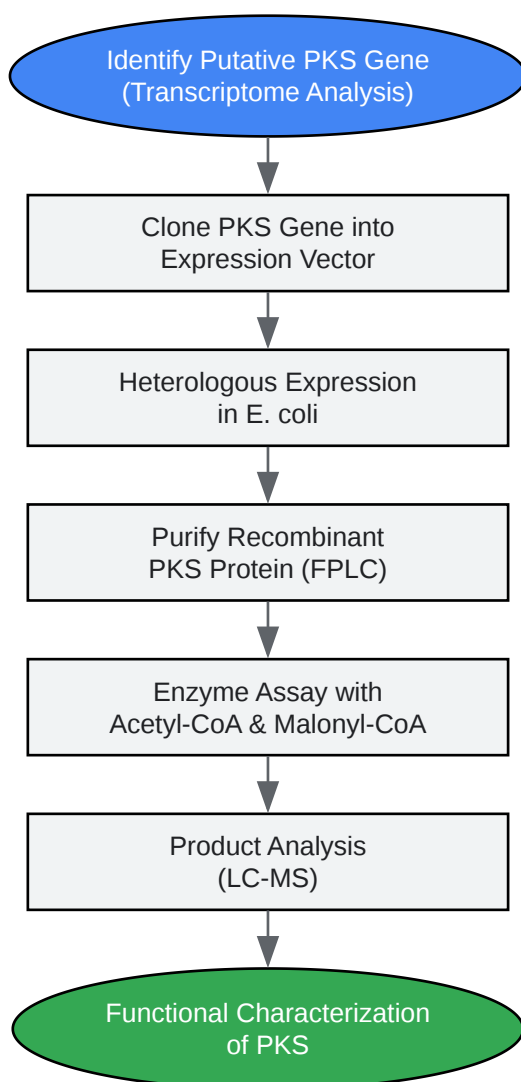 Identify Putative PKS Gene
(Transcriptome Analysis)
Clone PKS Gene into
Expression Vector
Heterologous Expression
in E. coli
Purify Recombinant
PKS Protein (FPLC)
Enzyme Assay with
Acetyl-CoA & Malonyl-CoA
Product Analysis
(LC-MS)
Functional Characterization
of PKS